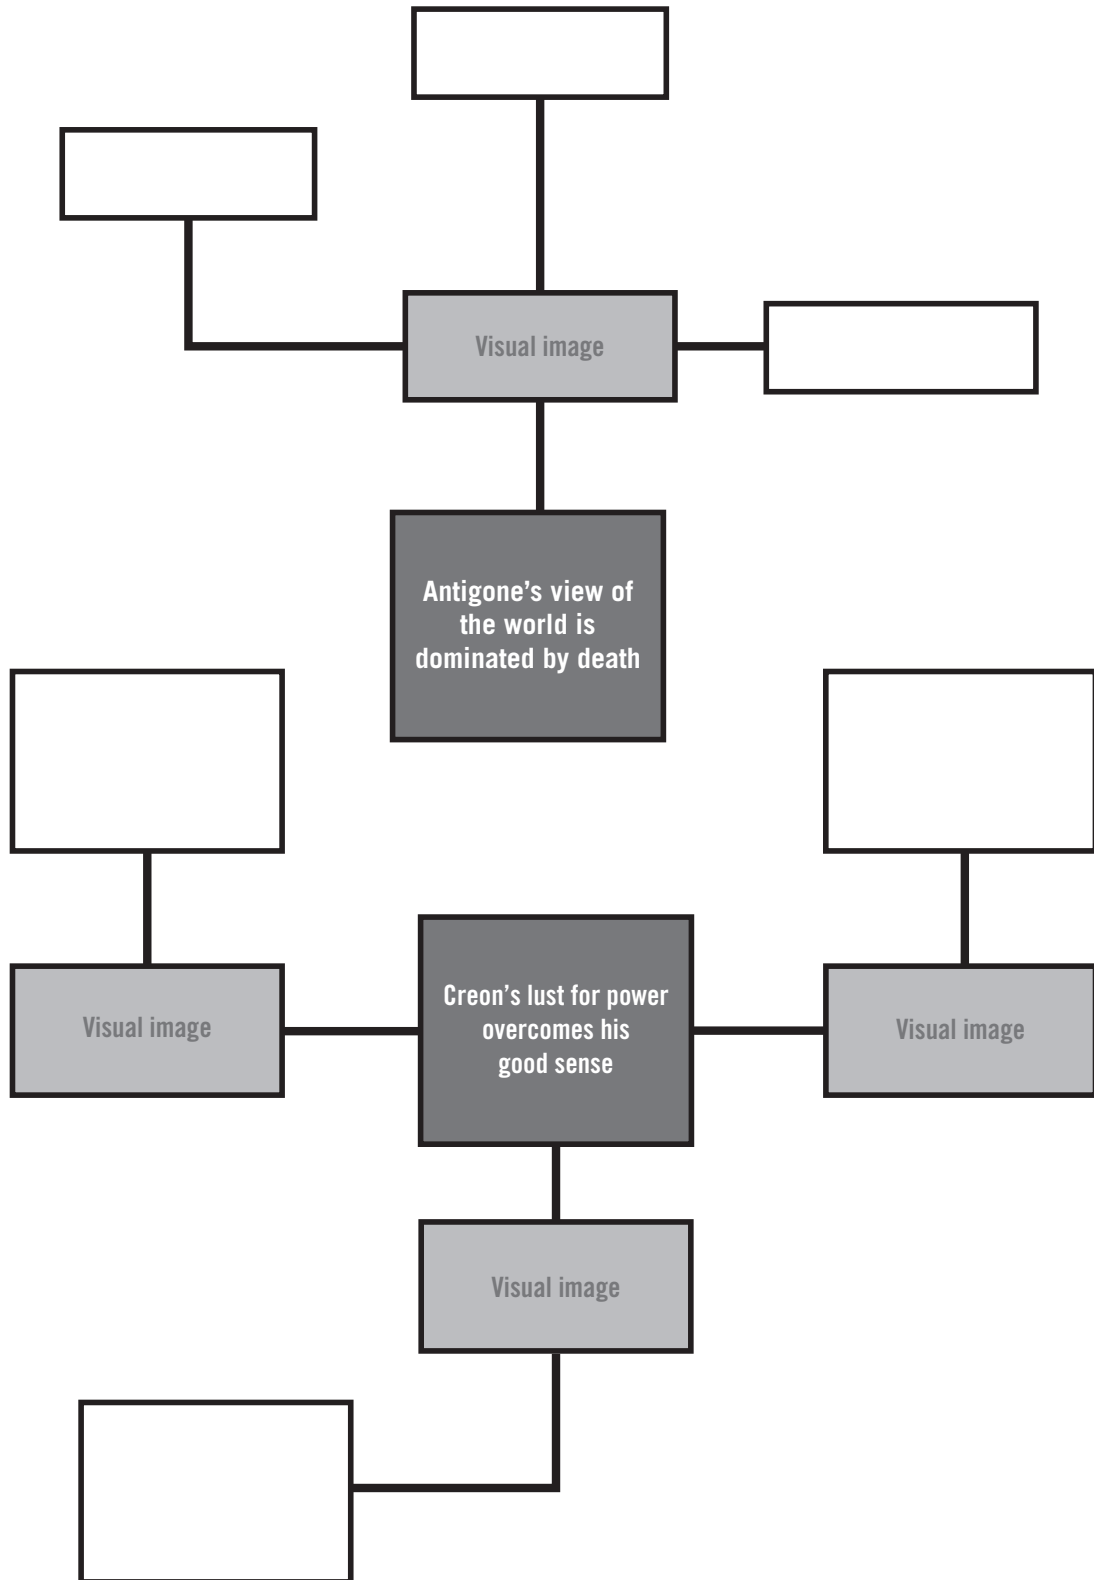 Visual image
Antigone’s view of
the world is
dominated by death
Visual image
Creon’s lust for power
overcomes his
good sense
Visual image
Visual image